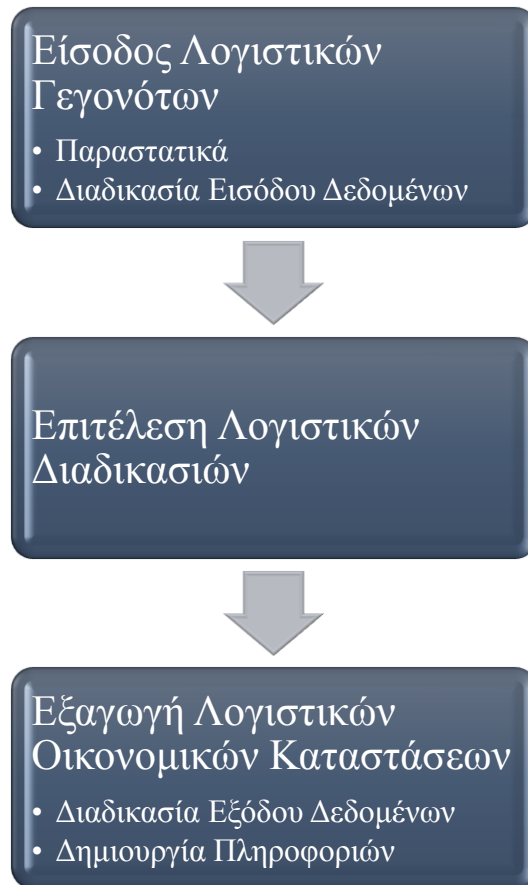 Είσοδος Λογιστικών
Γεγονότων
• Παραστατικά
• Διαδικασία Εισόδου Δεδομένων
Επιτέλεση Λογιστικών
Διαδικασιών
Εξαγωγή Λογιστικών
Οικονομικών Καταστάσεων
• Διαδικασία Εξόδου Δεδομένων
• Δημιουργία Πληροφοριών